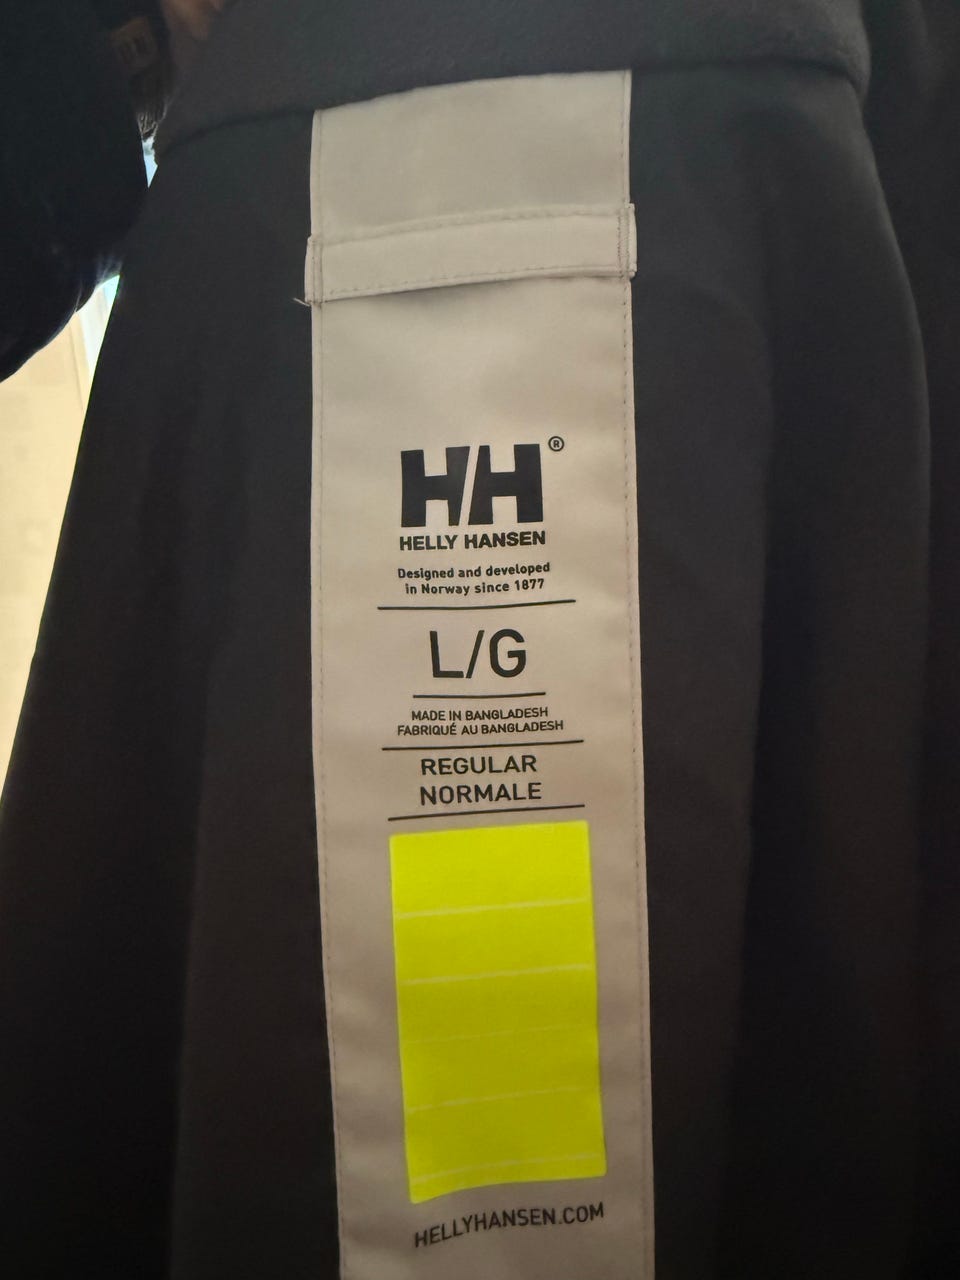 HH®
HELLY HANSEN
Designed and developed
in Norway since 1877
L/G
MADE IN BANGLADESH
FABRIQUÉ AU BANGLADESH
REGULAR
NORMALE
HELLYHANSEN.COM